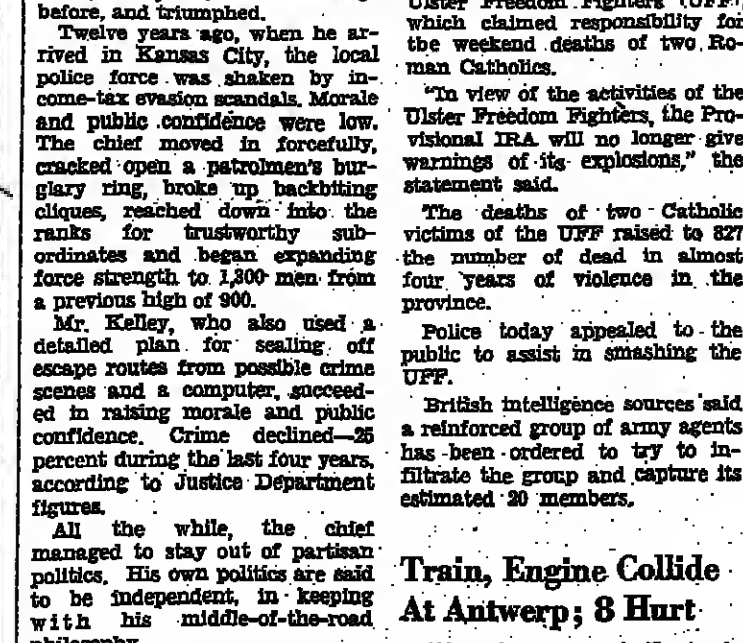 before, and triumphed.
Twelve years ago, when he ar-
rived in Kansas City, the local
police force was shaken by in-
come-tax evasion scandals. Morale
and public confidence were low.
The chief moved in forcefully,
cracked open a patrolmen's bur-
glary ring, broke up backbiting
cliques, reached down into the
ranks for trustworthy sub-
ordinates and began expanding
force strength to 1,300 men from
a previous high of 900.
Mr. Kelley, who also used a
detailed plan for sealing off
escape routes from possible crime
scenes and a computer, succeed-
ed in raising morale and public
confidence. Crime declined—25
percent during the last four years,
according to Justice Department
figures.
All the while, the chief
managed to stay out of partisan
politics. His own politics are said
to be independent, in keeping
with his middle-of-the-road
philosophy.
Ulster Freedom Fighters (UFF)
which claimed responsibility for
the weekend deaths of two Ro-
man Catholics.
"In view of the activities of the
Ulster Freedom Fighters, the Pro-
visional IRA will no longer give
warnings of its explosions," the
statement said.
The deaths of two Catholic
victims of the UFF raised to 827
the number of dead in almost
four years of violence in the
province.
Police today appealed to the
public to assist in smashing the
UFF.
British intelligence sources said
a reinforced group of army agents
has been ordered to try to in-
filtrate the group and capture its
estimated 20 members.
Train, Engine Collide
At Antwerp; 8 Hurt